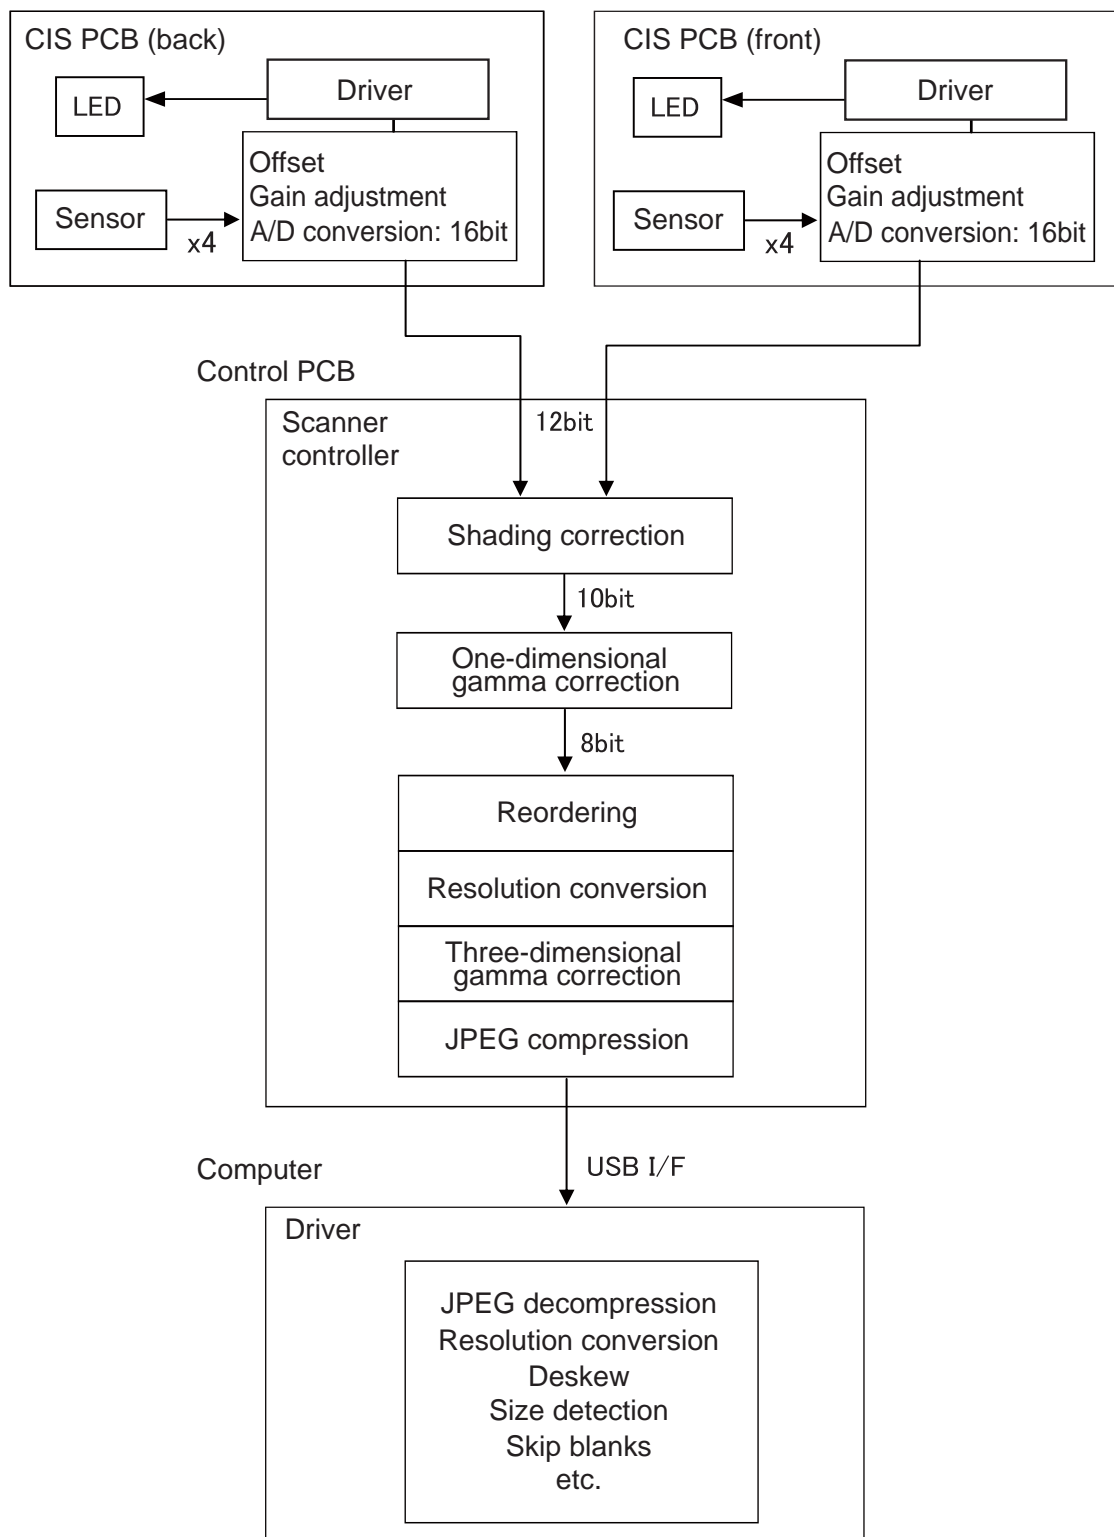 CIS PCB (back)
LED
Driver
Offset
Gain adjustment
A/D conversion: 16bit
Sensor
x4
CIS PCB (front)
LED
Driver
Offset
Gain adjustment
A/D conversion: 16bit
Sensor
x4
Control PCB
Scanner
controller
12bit
Shading correction
10bit
One-dimensional
gamma correction
8bit
Reordering
Resolution conversion
Three-dimensional
gamma correction
JPEG compression
USB I/F
Computer
Driver
JPEG decompression
Resolution conversion
Deskew
Size detection
Skip blanks
etc.